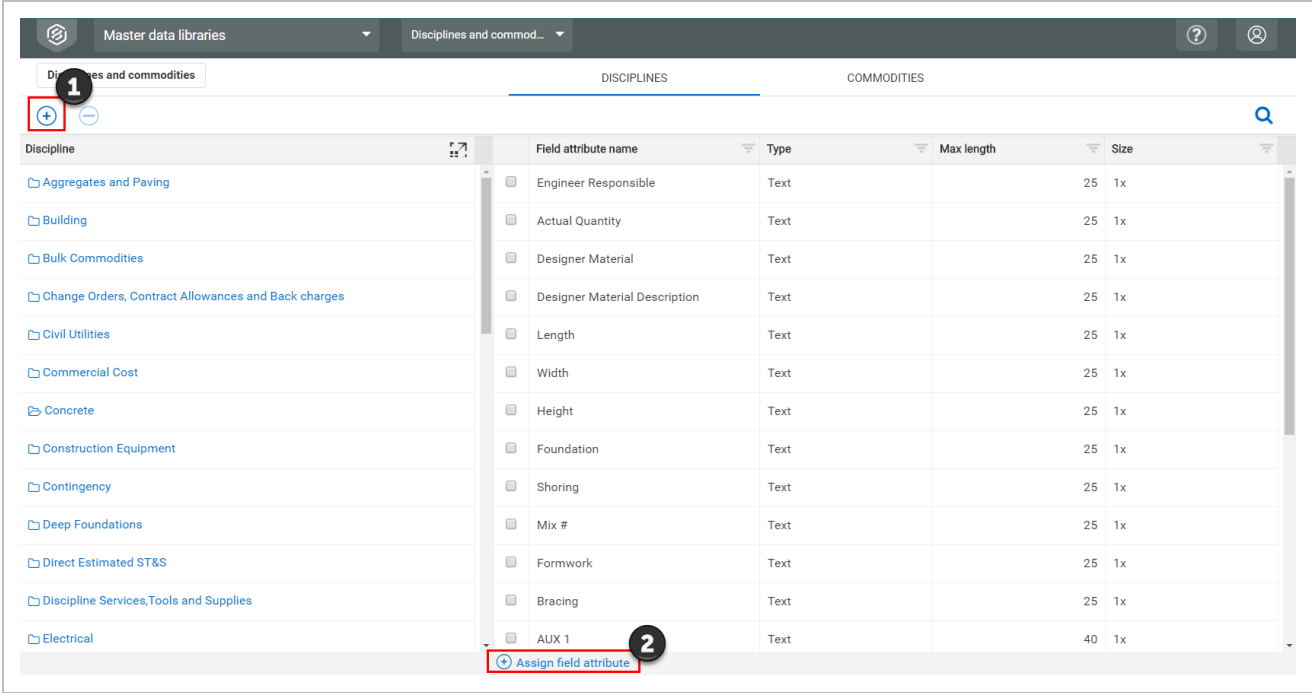 Master data libraries
Disciplines and commod...
Disciplines and commodities
DISCIPLINES
COMMODITIES
1
Discipline
Field attribute name Type Max length Size
Aggregates and Paving Engineer Responsible Text 25 1x
Building Actual Quantity Text 25 1x
Bulk Commodities Designer Material Text 25 1x
Change Orders, Contract Allowances and Back charges Designer Material Description Text 25 1x
Civil Utilities Length Text 25 1x
Commercial Cost Width Text 25 1x
Concrete Height Text 25 1x
Construction Equipment Foundation Text 25 1x
Contingency Shoring Text 25 1x
Deep Foundations Mix # Text 25 1x
Direct Estimated ST&S Formwork Text 25 1x
Discipline Services,Tools and Supplies Bracing Text 25 1x
Electrical AUX 1 Text 40 1x
2
Assign field attribute